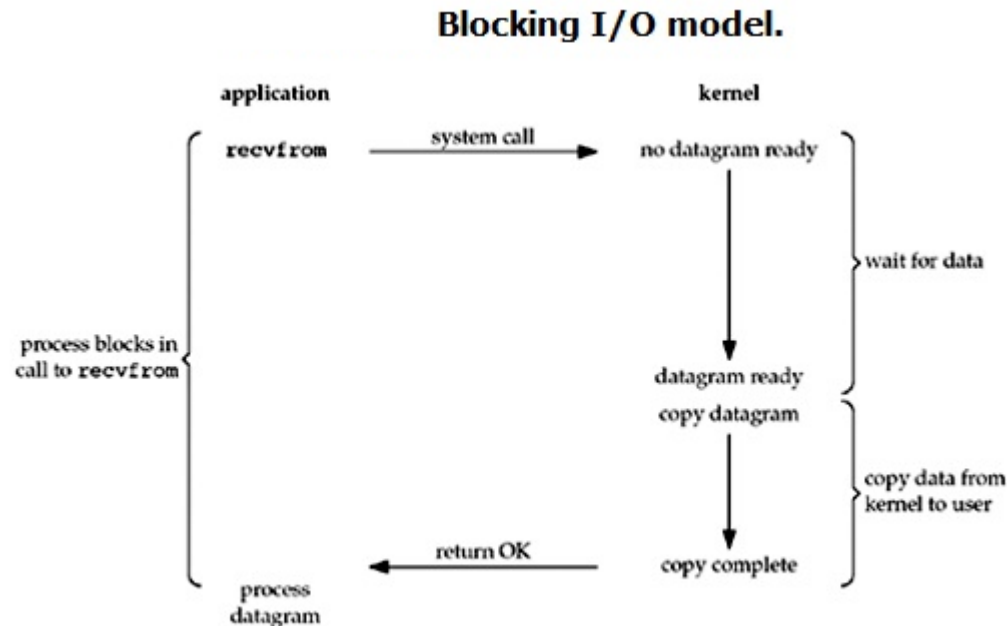 Blocking I/O model.
application
kernel
recvfrom
system call
no datagram ready
wait for data
process blocks in
call to recvfrom
datagram ready
copy datagram
copy data from
kernel to user
return OK
copy complete
process
datagram